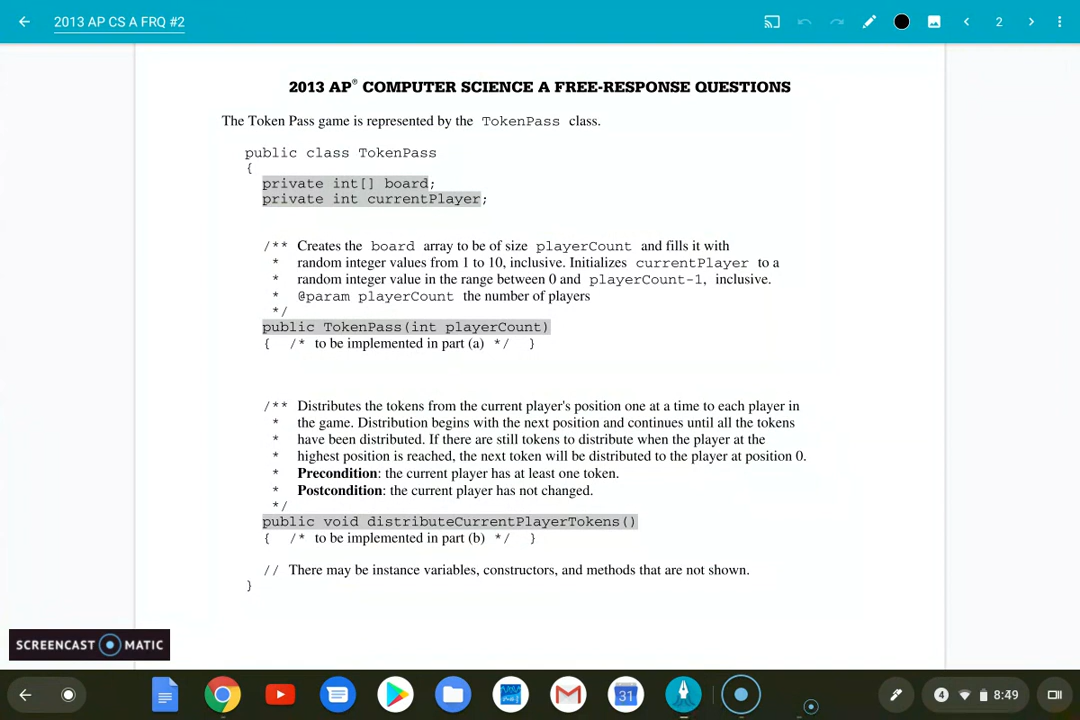 2013 AP CS A FRQ #2
2
2013 AP® COMPUTER SCIENCE A FREE-RESPONSE QUESTIONS
The Token Pass game is represented by the TokenPass class.
public class TokenPass
{
private int[] board;
private int currentPlayer;
/** Creates the board array to be of size playerCount and fills it with
* random integer values from 1 to 10, inclusive. Initializes currentPlayer to a
* random integer value in the range between 0 and playerCount-1, inclusive.
* @param playerCount the number of players
*/
public TokenPass(int playerCount)
{ /* to be implemented in part (a) */ }
/** Distributes the tokens from the current player's position one at a time to each player in
* the game. Distribution begins with the next position and continues until all the tokens
* have been distributed. If there are still tokens to distribute when the player at the
* highest position is reached, the next token will be distributed to the player at position 0.
* Precondition: the current player has at least one token.
* Postcondition: the current player has not changed.
*/
public void distributeCurrentPlayerTokens()
{ /* to be implemented in part (b) */ }
// There may be instance variables, constructors, and methods that are not shown.
}
SCREENCAST MATIC
31
4 8:49